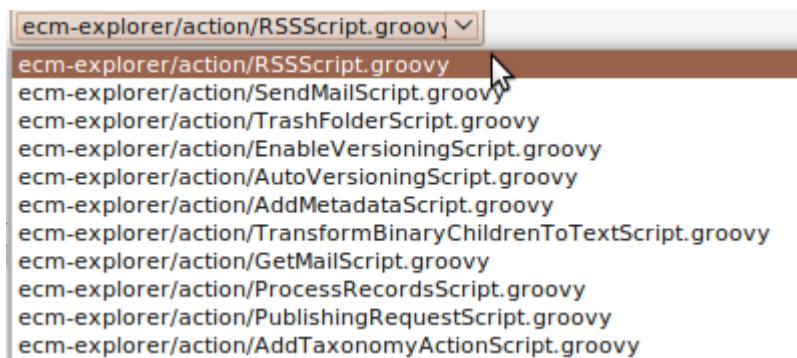 ecm-explorer/action/RSSScript.groovy
ecm-explorer/action/RSSScript.groovy
ecm-explorer/action/SendMailScript.groovy
ecm-explorer/action/TrashFolderScript.groovy
ecm-explorer/action/EnableVersioningScript.groovy
ecm-explorer/action/AutoVersioningScript.groovy
ecm-explorer/action/AddMetadataScript.groovy
ecm-explorer/action/TransformBinaryChildrenToTextScript.groovy
ecm-explorer/action/GetMailScript.groovy
ecm-explorer/action/ProcessRecordsScript.groovy
ecm-explorer/action/PublishingRequestScript.groovy
ecm-explorer/action/AddTaxonomyActionScript.groovy